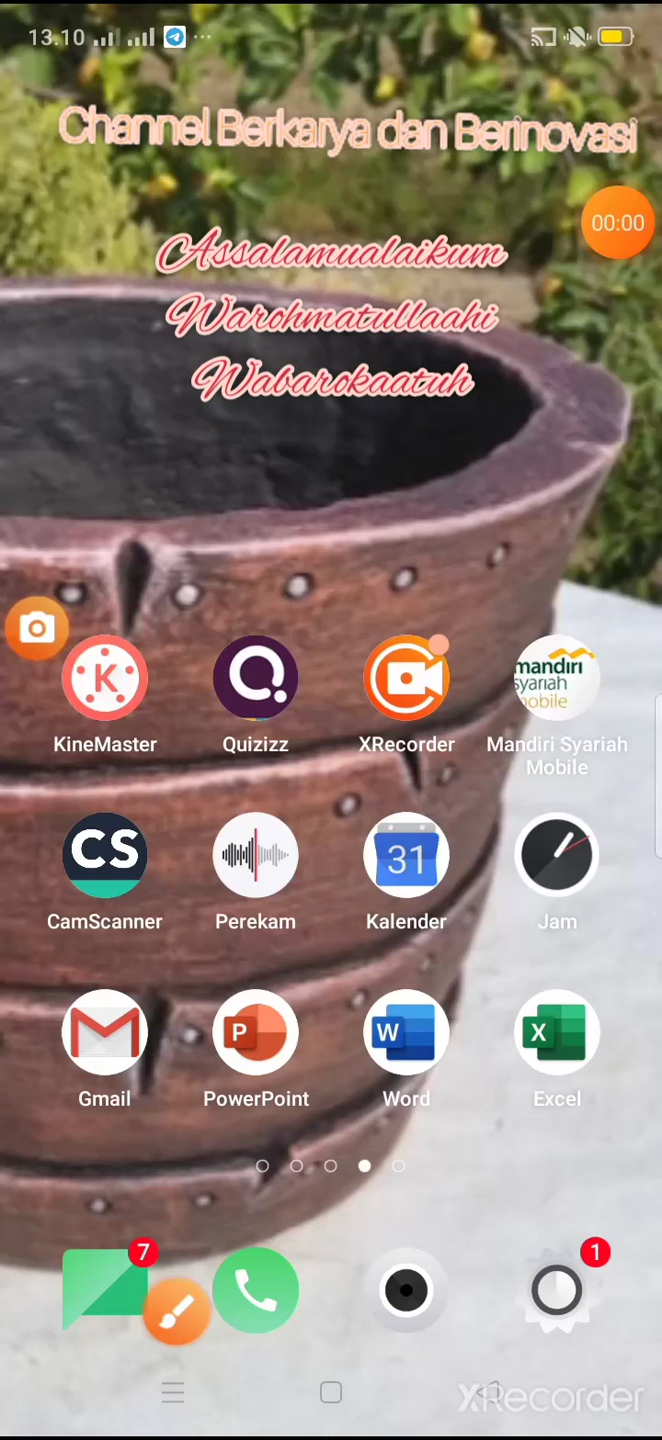 13.10
Channel Berkarya dan Berinovasi
00:00
Assalamualaikum
Warohmatullaahi
Wabarokaatuh
K
mandiri
syariah
mobile
KineMaster
Quizizz
XRecorder
Mandiri Syariah
Mobile
CS
31
CamScanner
Perekam
Kalender
Jam
P
W
X
Gmail
PowerPoint
Word
Excel
7
1
XRecorder